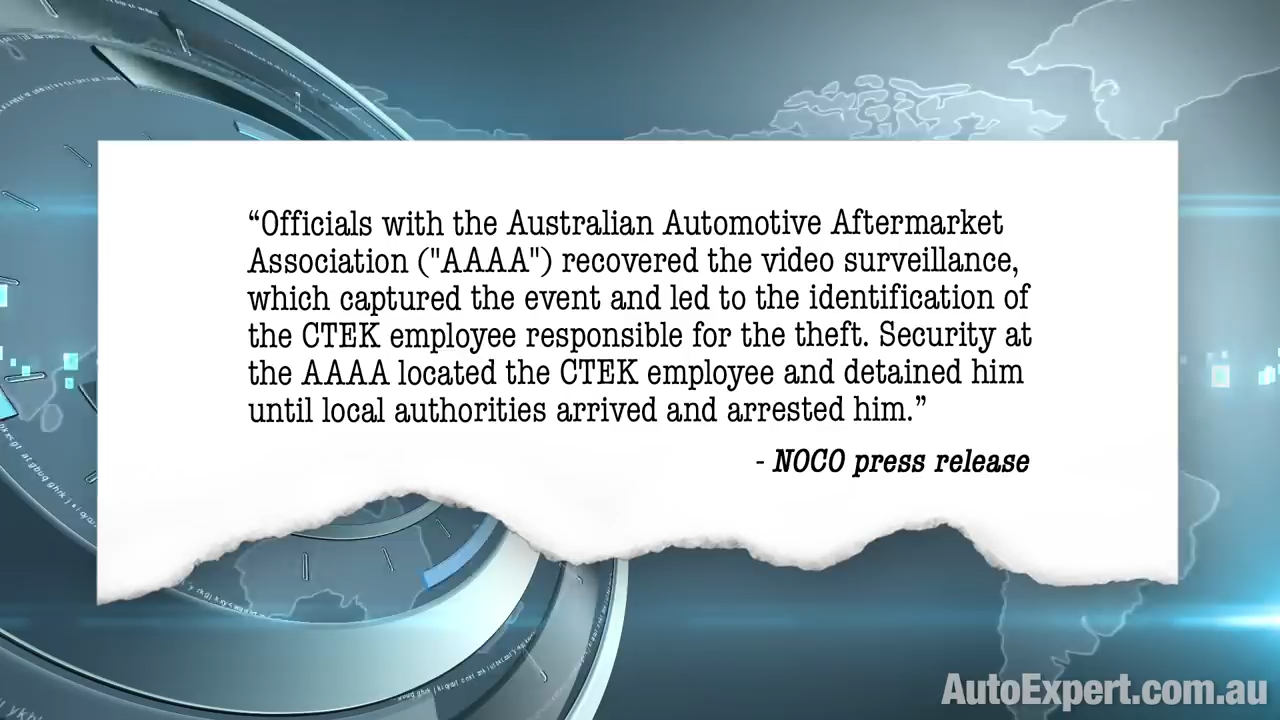 “Officials with the Australian Automotive Aftermarket
Association ("AAAA") recovered the video surveillance,
which captured the event and led to the identification of
the CTEK employee responsible for the theft. Security at
the AAAA located the CTEK employee and detained him
until local authorities arrived and arrested him.”
- NOCO press release
AutoExpert.com.au